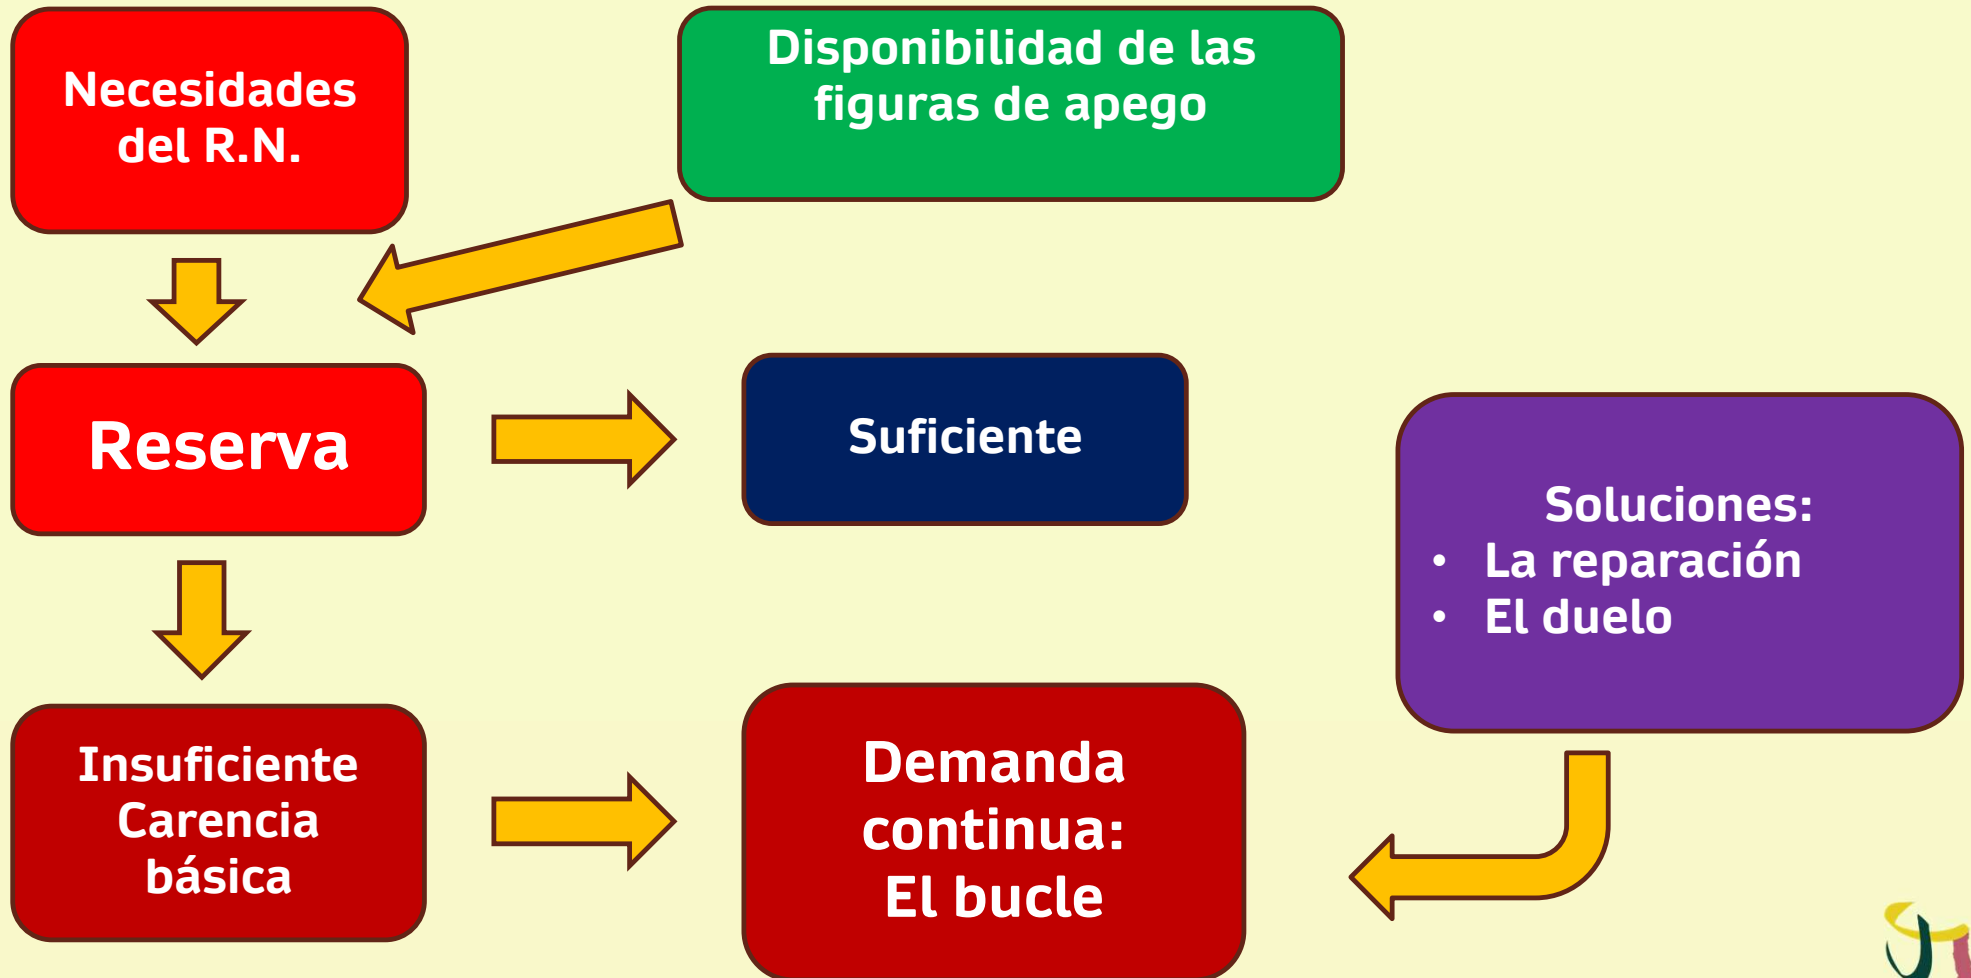 Necesidades
del R.N.
Disponibilidad de las
figuras de apego
Reserva
Suficiente
Soluciones:
• La reparación
• El duelo
Insuficiente
Carencia
básica
Demanda
continua:
El bucle